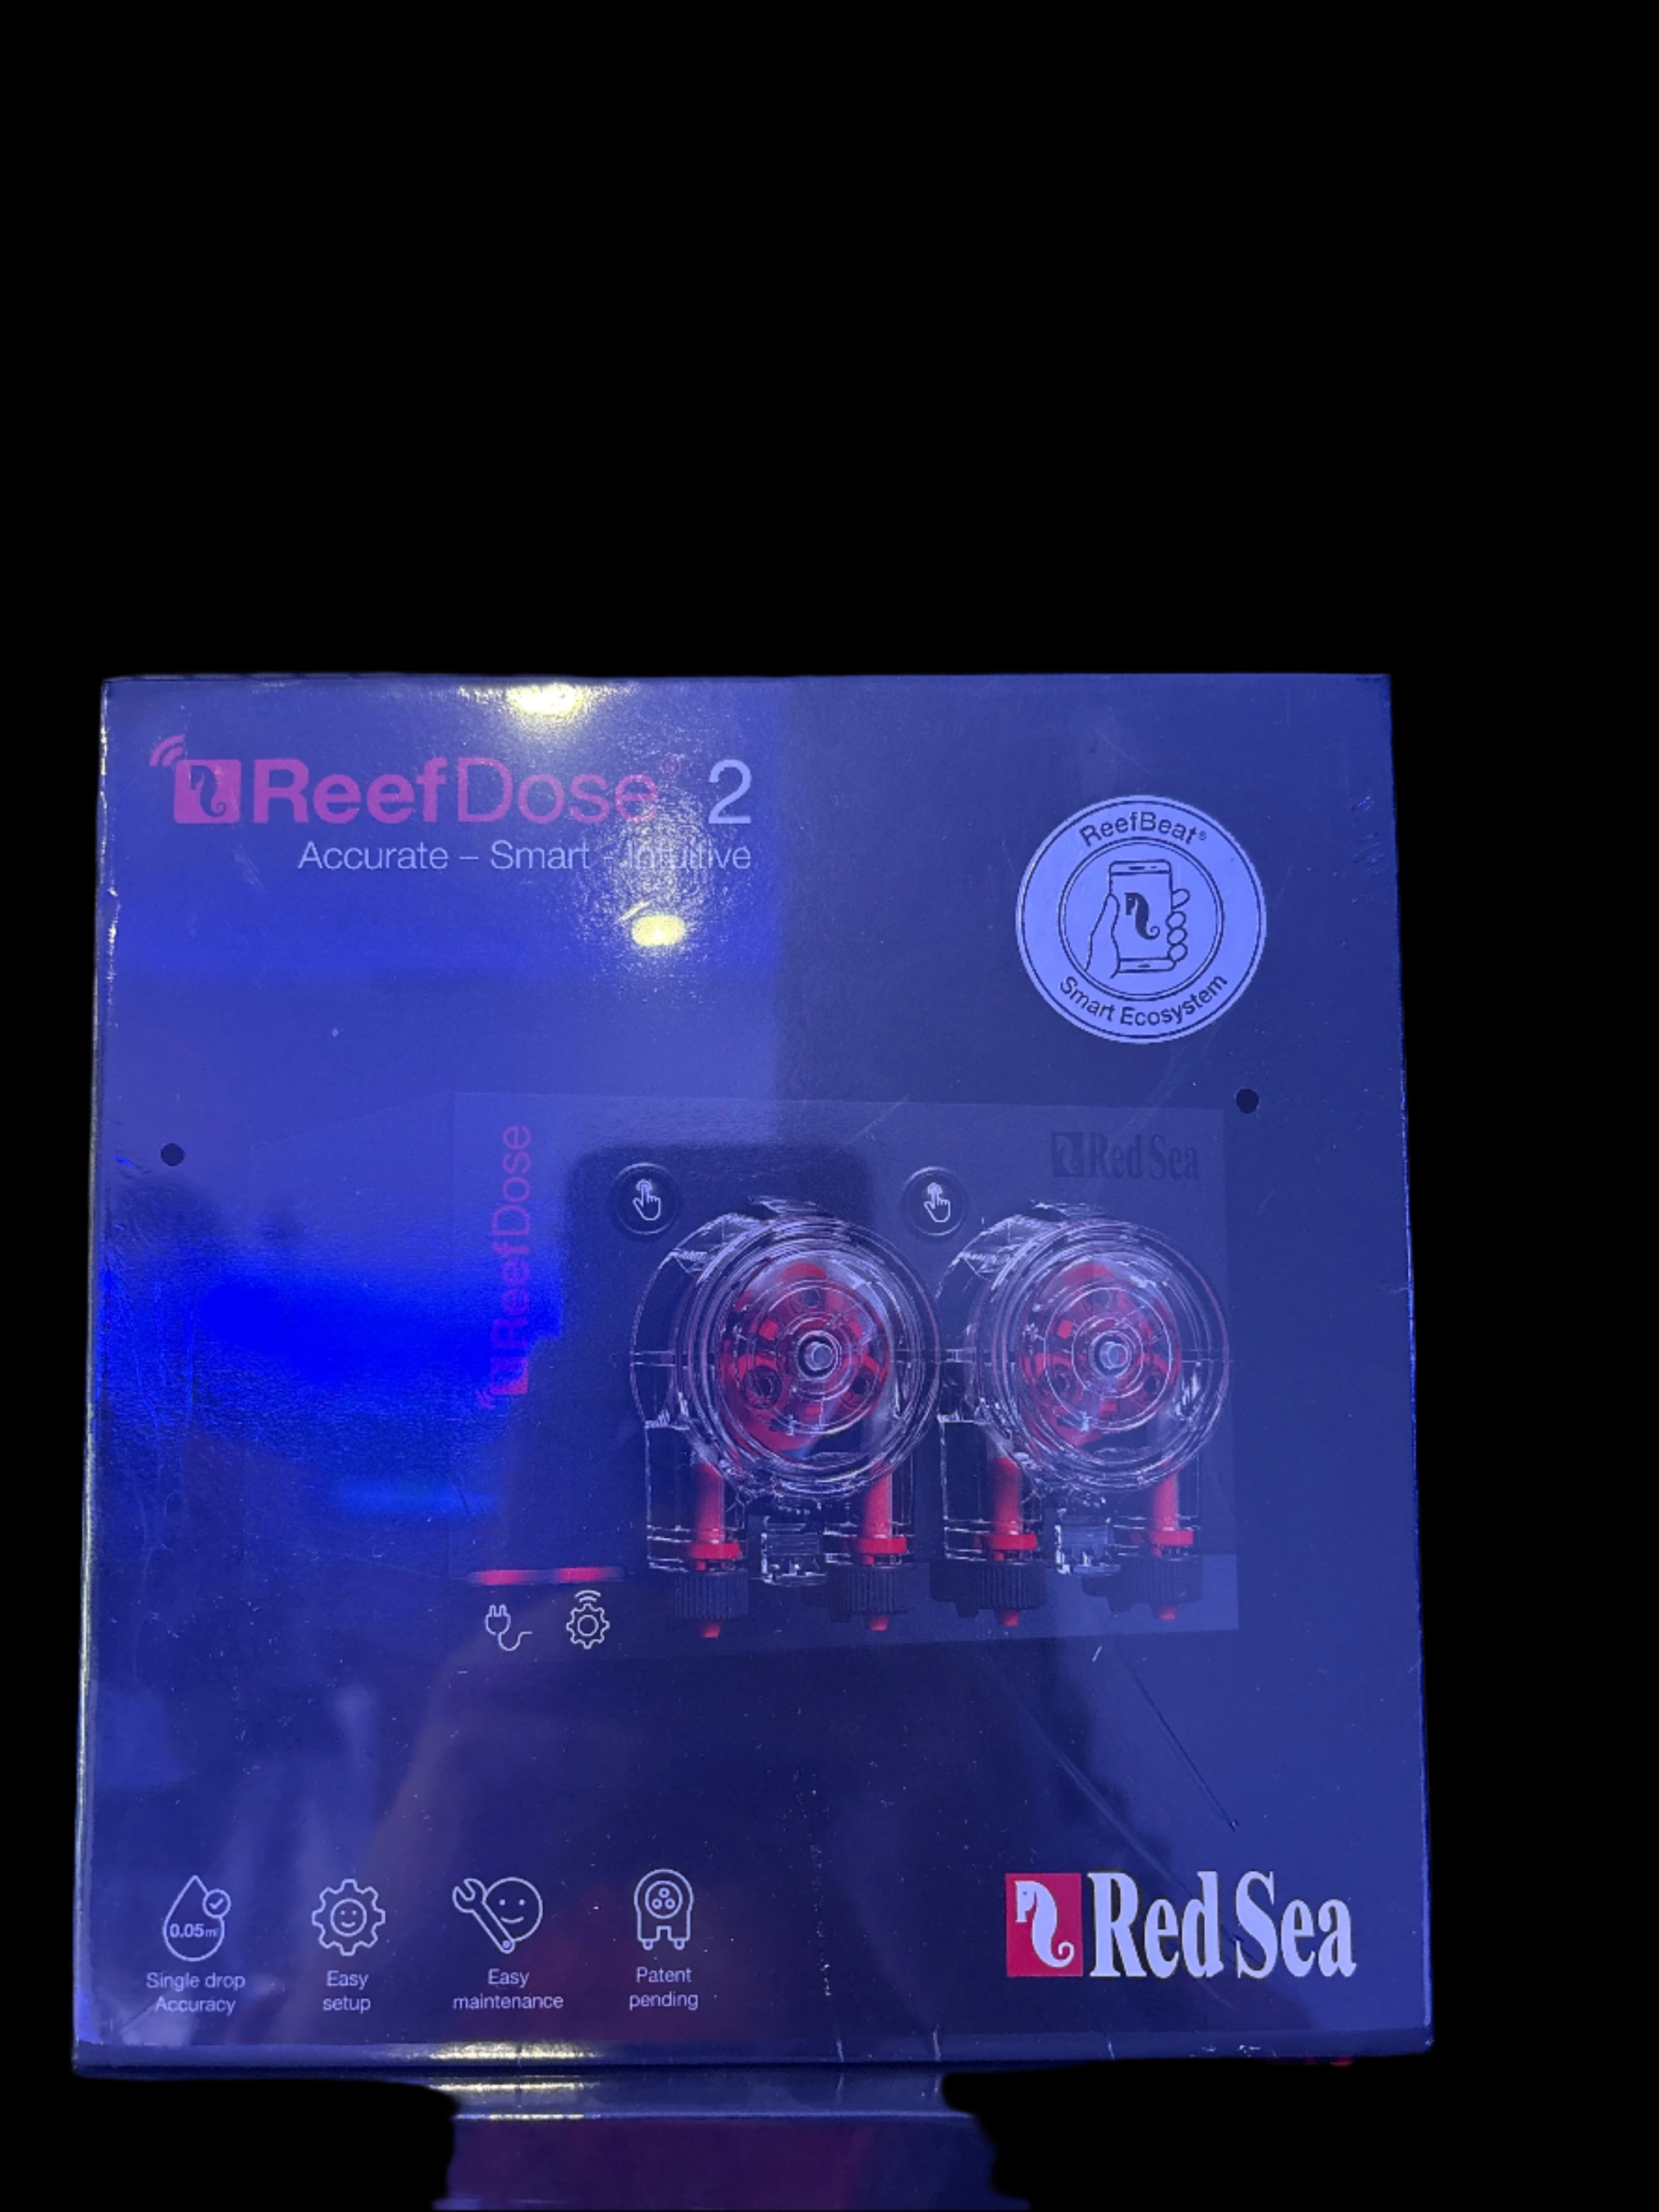 ReefDose® 2
Accurate – Smart - Intuitive
ReefBeat®
Smart Ecosystem
ReefDose
Red Sea
0.05ml
Single drop
Accuracy
Easy
setup
Easy
maintenance
Patent
pending
Red Sea